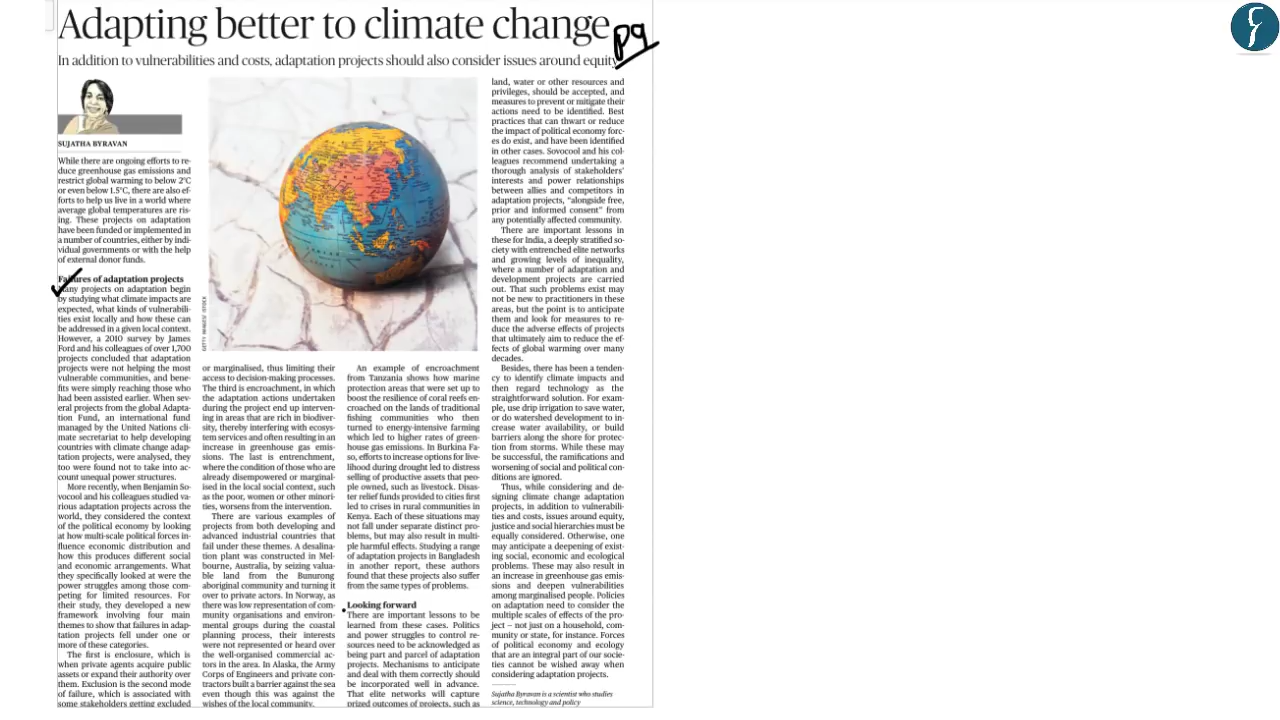 Adapting better to climate change
pg
In addition to vulnerabilities and costs, adaptation projects should also consider issues around equity
SUJATHA BYRAVAN
While there are ongoing efforts to re-
duce greenhouse gas emissions and
restrict global warming to below 2°C
or even below 1.5°C, there are also ef-
forts to help us live in a world where
average global temperatures are ris-
ing. These projects on adaptation
have been funded or implemented in
a number of countries, either by indi-
vidual governments or with the help
of external donor funds.
Failures of adaptation projects
Many projects on adaptation begin
by studying what climate impacts are
expected, what kinds of vulnerabili-
ties exist locally and how these can
be addressed in a given local context.
However, a 2010 survey by James
Ford and his colleagues of over 1,700
projects concluded that adaptation
projects were not helping the most
vulnerable communities, and bene-
fits were simply reaching those who
had been assisted earlier. When sev-
eral projects from the global Adapta-
tion Fund, an international fund
managed by the United Nations cli-
mate secretariat to help developing
countries with climate change adap-
tation projects, were analysed, they
too were found not to take into ac-
count unequal power structures.
More recently, when Benjamin So-
vocool and his colleagues studied va-
rious adaptation projects across the
world, they considered the context
of the political economy by looking
at how multi-scale political forces in-
fluence economic distribution and
how this produces different social
and economic arrangements. What
they specifically looked at were the
power struggles among those com-
peting for limited resources. For
their study, they developed a new
framework involving four main
themes to show that failures in adap-
tation projects fell under one or
more of these categories.
The first is enclosure, which is
when private agents acquire public
assets or expand their authority over
them. Exclusion is the second mode
of failure, which is associated with
some stakeholders getting excluded
GETTY IMAGES/ ISTOCK
or marginalised, thus limiting their
access to decision-making processes.
The third is encroachment, in which
the adaptation actions undertaken
during the project end up interven-
ing in areas that are rich in biodiver-
sity, thereby interfering with ecosys-
tem services and often resulting in an
increase in greenhouse gas emis-
sions. The last is entrenchment,
where the condition of those who are
already disempowered or marginal-
ised in the local social context, such
as the poor, women or other minori-
ties, worsens from the intervention.
There are various examples of
projects from both developing and
advanced industrial countries that
fail under these themes. A desalina-
tion plant was constructed in Mel-
bourne, Australia, by seizing valua-
ble land from the Bunurong
aboriginal community and turning it
over to private actors. In Norway, as
there was low representation of com-
munity organisations and environ-
mental groups during the coastal
planning process, their interests
were not represented or heard over
the well-organised commercial ac-
tors in the area. In Alaska, the Army
Corps of Engineers and private con-
tractors built a barrier against the sea
even though this was against the
wishes of the local community.
An example of encroachment
from Tanzania shows how marine
protection areas that were set up to
boost the resilience of coral reefs en-
croached on the lands of traditional
fishing communities who then
turned to energy-intensive farming
which led to higher rates of green-
house gas emissions. In Burkina Fa-
so, efforts to increase options for live-
lihood during drought led to distress
selling of productive assets that peo-
ple owned, such as livestock. Disas-
ter relief funds provided to cities first
led to crises in rural communities in
Kenya. Each of these situations may
not fall under separate distinct pro-
blems, but may also result in multi-
ple harmful effects. Studying a range
of adaptation projects in Bangladesh
in another report, these authors
found that these projects also suffer
from the same types of problems.
Looking forward
There are important lessons to be
learned from these cases. Politics
and power struggles to control re-
sources need to be acknowledged as
being part and parcel of adaptation
projects. Mechanisms to anticipate
and deal with them correctly should
be incorporated well in advance.
That elite networks will capture
prized outcomes of projects, such as
land, water or other resources and
privileges, should be accepted, and
measures to prevent or mitigate their
actions need to be identified. Best
practices that can thwart or reduce
the impact of political economy forc-
es do exist, and have been identified
in other cases. Sovocool and his col-
leagues recommend undertaking a
thorough analysis of stakeholders'
interests and power relationships
between allies and competitors in
adaptation projects, "alongside free,
prior and informed consent" from
any potentially affected community.
There are important lessons in
these for India, a deeply stratified so-
ciety with entrenched elite networks
and growing levels of inequality,
where a number of adaptation and
development projects are carried
out. That such problems exist may
not be new to practitioners in these
areas, but the point is to anticipate
them and look for measures to re-
duce the adverse effects of projects
that ultimately aim to reduce the ef-
fects of global warming over many
decades.
Besides, there has been a tenden-
cy to identify climate impacts and
then regard technology as the
straightforward solution. For exam-
ple, use drip irrigation to save water,
or do watershed development to in-
crease water availability, or build
barriers along the shore for protec-
tion from storms. While these may
be successful, the ramifications and
worsening of social and political con-
ditions are ignored.
Thus, while considering and de-
signing climate change adaptation
projects, in addition to vulnerabili-
ties and costs, issues around equity,
justice and social hierarchies must be
equally considered. Otherwise, one
may anticipate a deepening of exist-
ing social, economic and ecological
problems. These may also result in
an increase in greenhouse gas emis-
sions and deepen vulnerabilities
among marginalised people. Policies
on adaptation need to consider the
multiple scales of effects of the pro-
ject – not just on a household, com-
munity or state, for instance. Forces
of political economy and ecology
that are an integral part of our socie-
ties cannot be wished away when
considering adaptation projects.
Sujatha Byravan is a scientist who studies
science, technology and policy